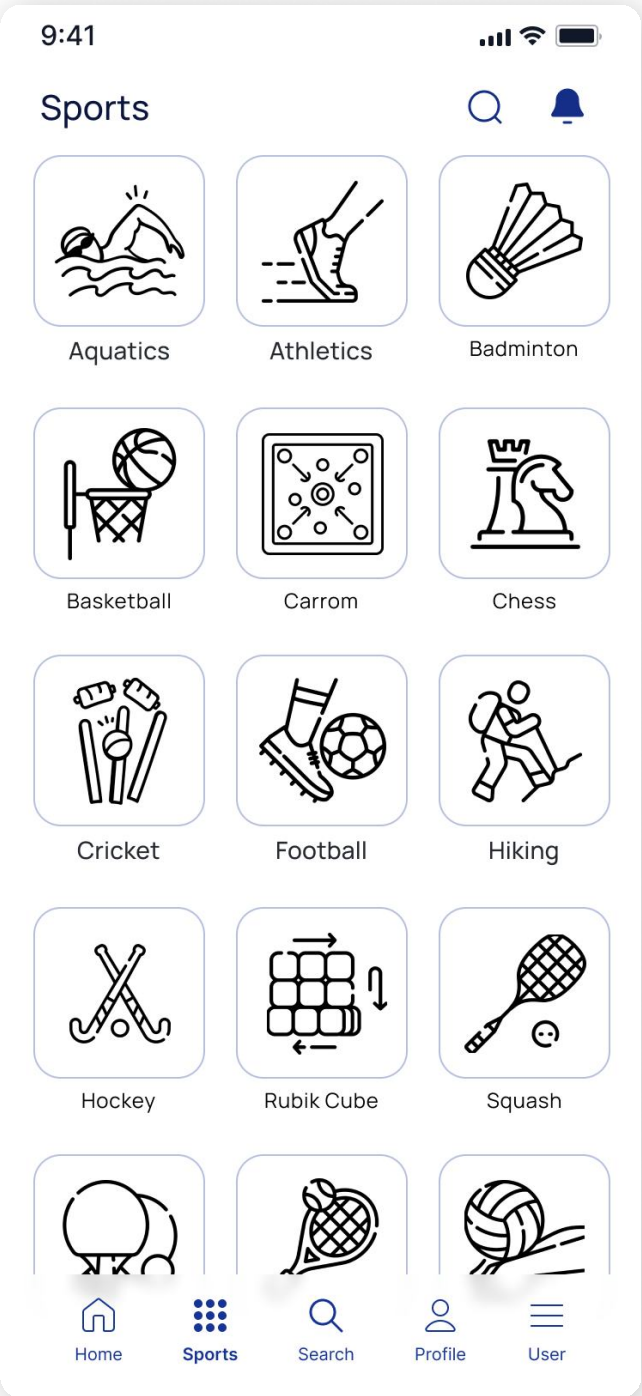 9:41
Sports
Aquatics Athletics Badminton
Basketball Carrom Chess
Cricket Football Hiking
Hockey Rubik Cube Squash
Home Sports Search Profile User